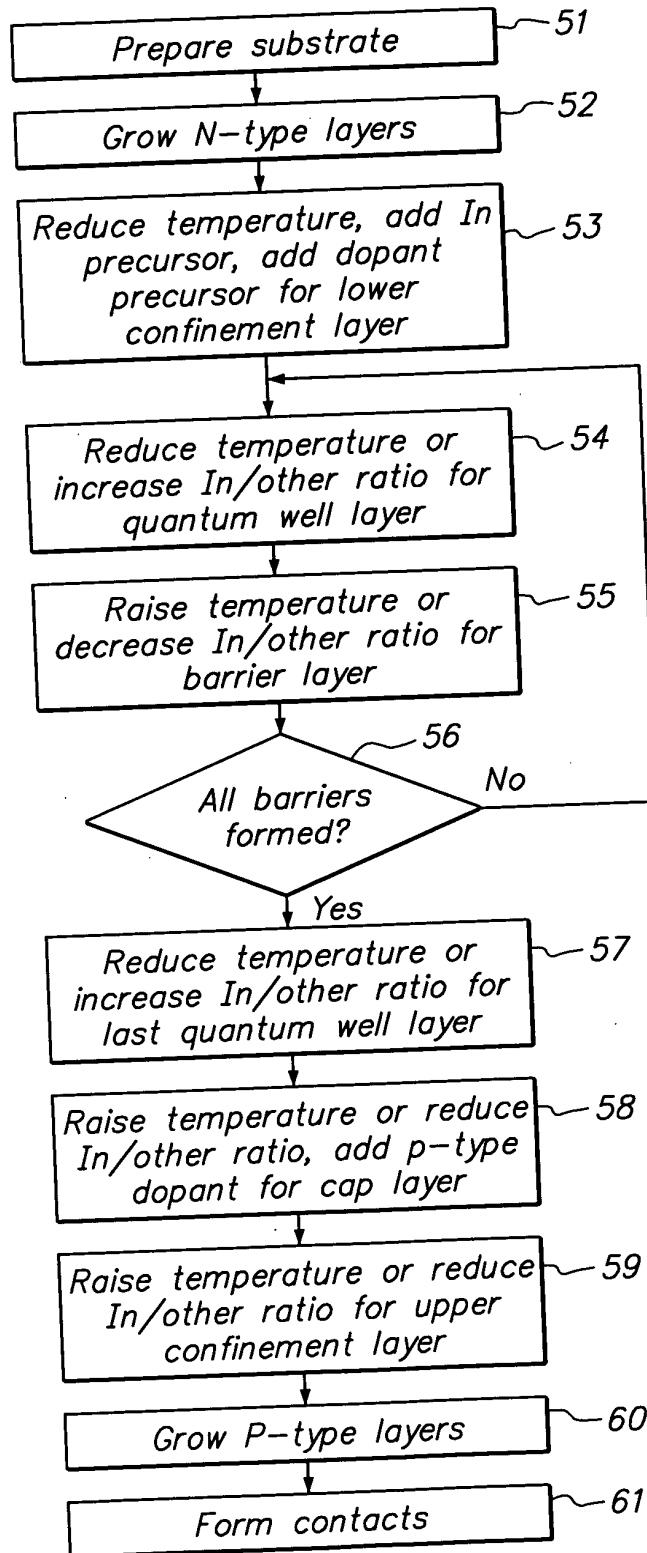 Prepare substrate
51
Grow N-type layers
52
Reduce temperature, add In
precursor, add dopant
precursor for lower
confinement layer
53
Reduce temperature or
increase In/other ratio for
quantum well layer
54
Raise temperature or
decrease In/other ratio for
barrier layer
55
All barriers
formed?
56
No
Yes
Reduce temperature or
increase In/other ratio for
last quantum well layer
57
Raise temperature or reduce
In/other ratio, add p-type
dopant for cap layer
58
Raise temperature or reduce
In/other ratio for upper
confinement layer
59
Grow P-type layers
60
Form contacts
61